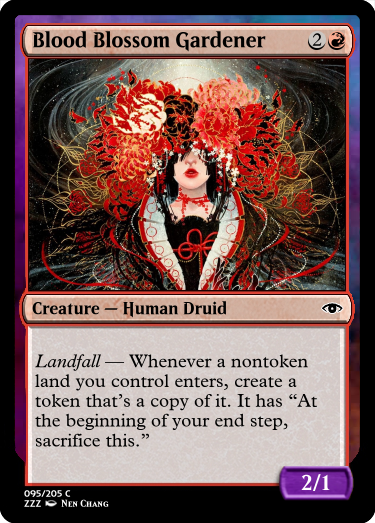 Blood Blossom Gardener 2
Creature — Human Druid
Landfall — Whenever a nontoken
land you control enters, create a
token that's a copy of it. It has “At
the beginning of your end step,
sacrifice this.”
2/1
095/205 C
ZZZ Nen Chang